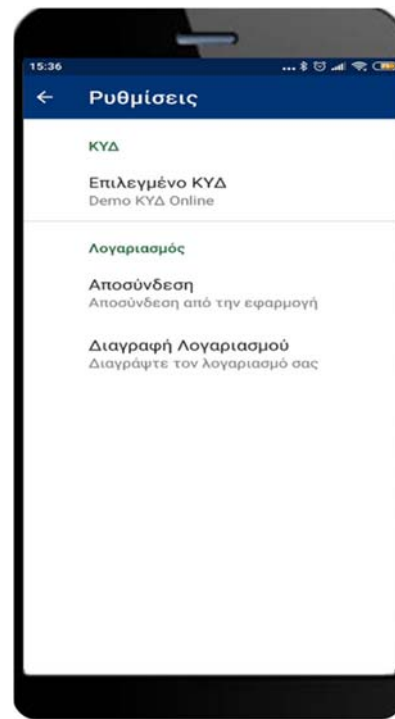 15:36
Ρυθμίσεις
ΚΥΔ
Επιλεγμένο ΚΥΔ
Demo ΚΥΔ Online
Λογαριασμός
Αποσύνδεση
Αποσύνδεση από την εφαρμογή
Διαγραφή Λογαριασμού
Διαγράψτε τον λογαριασμό σας